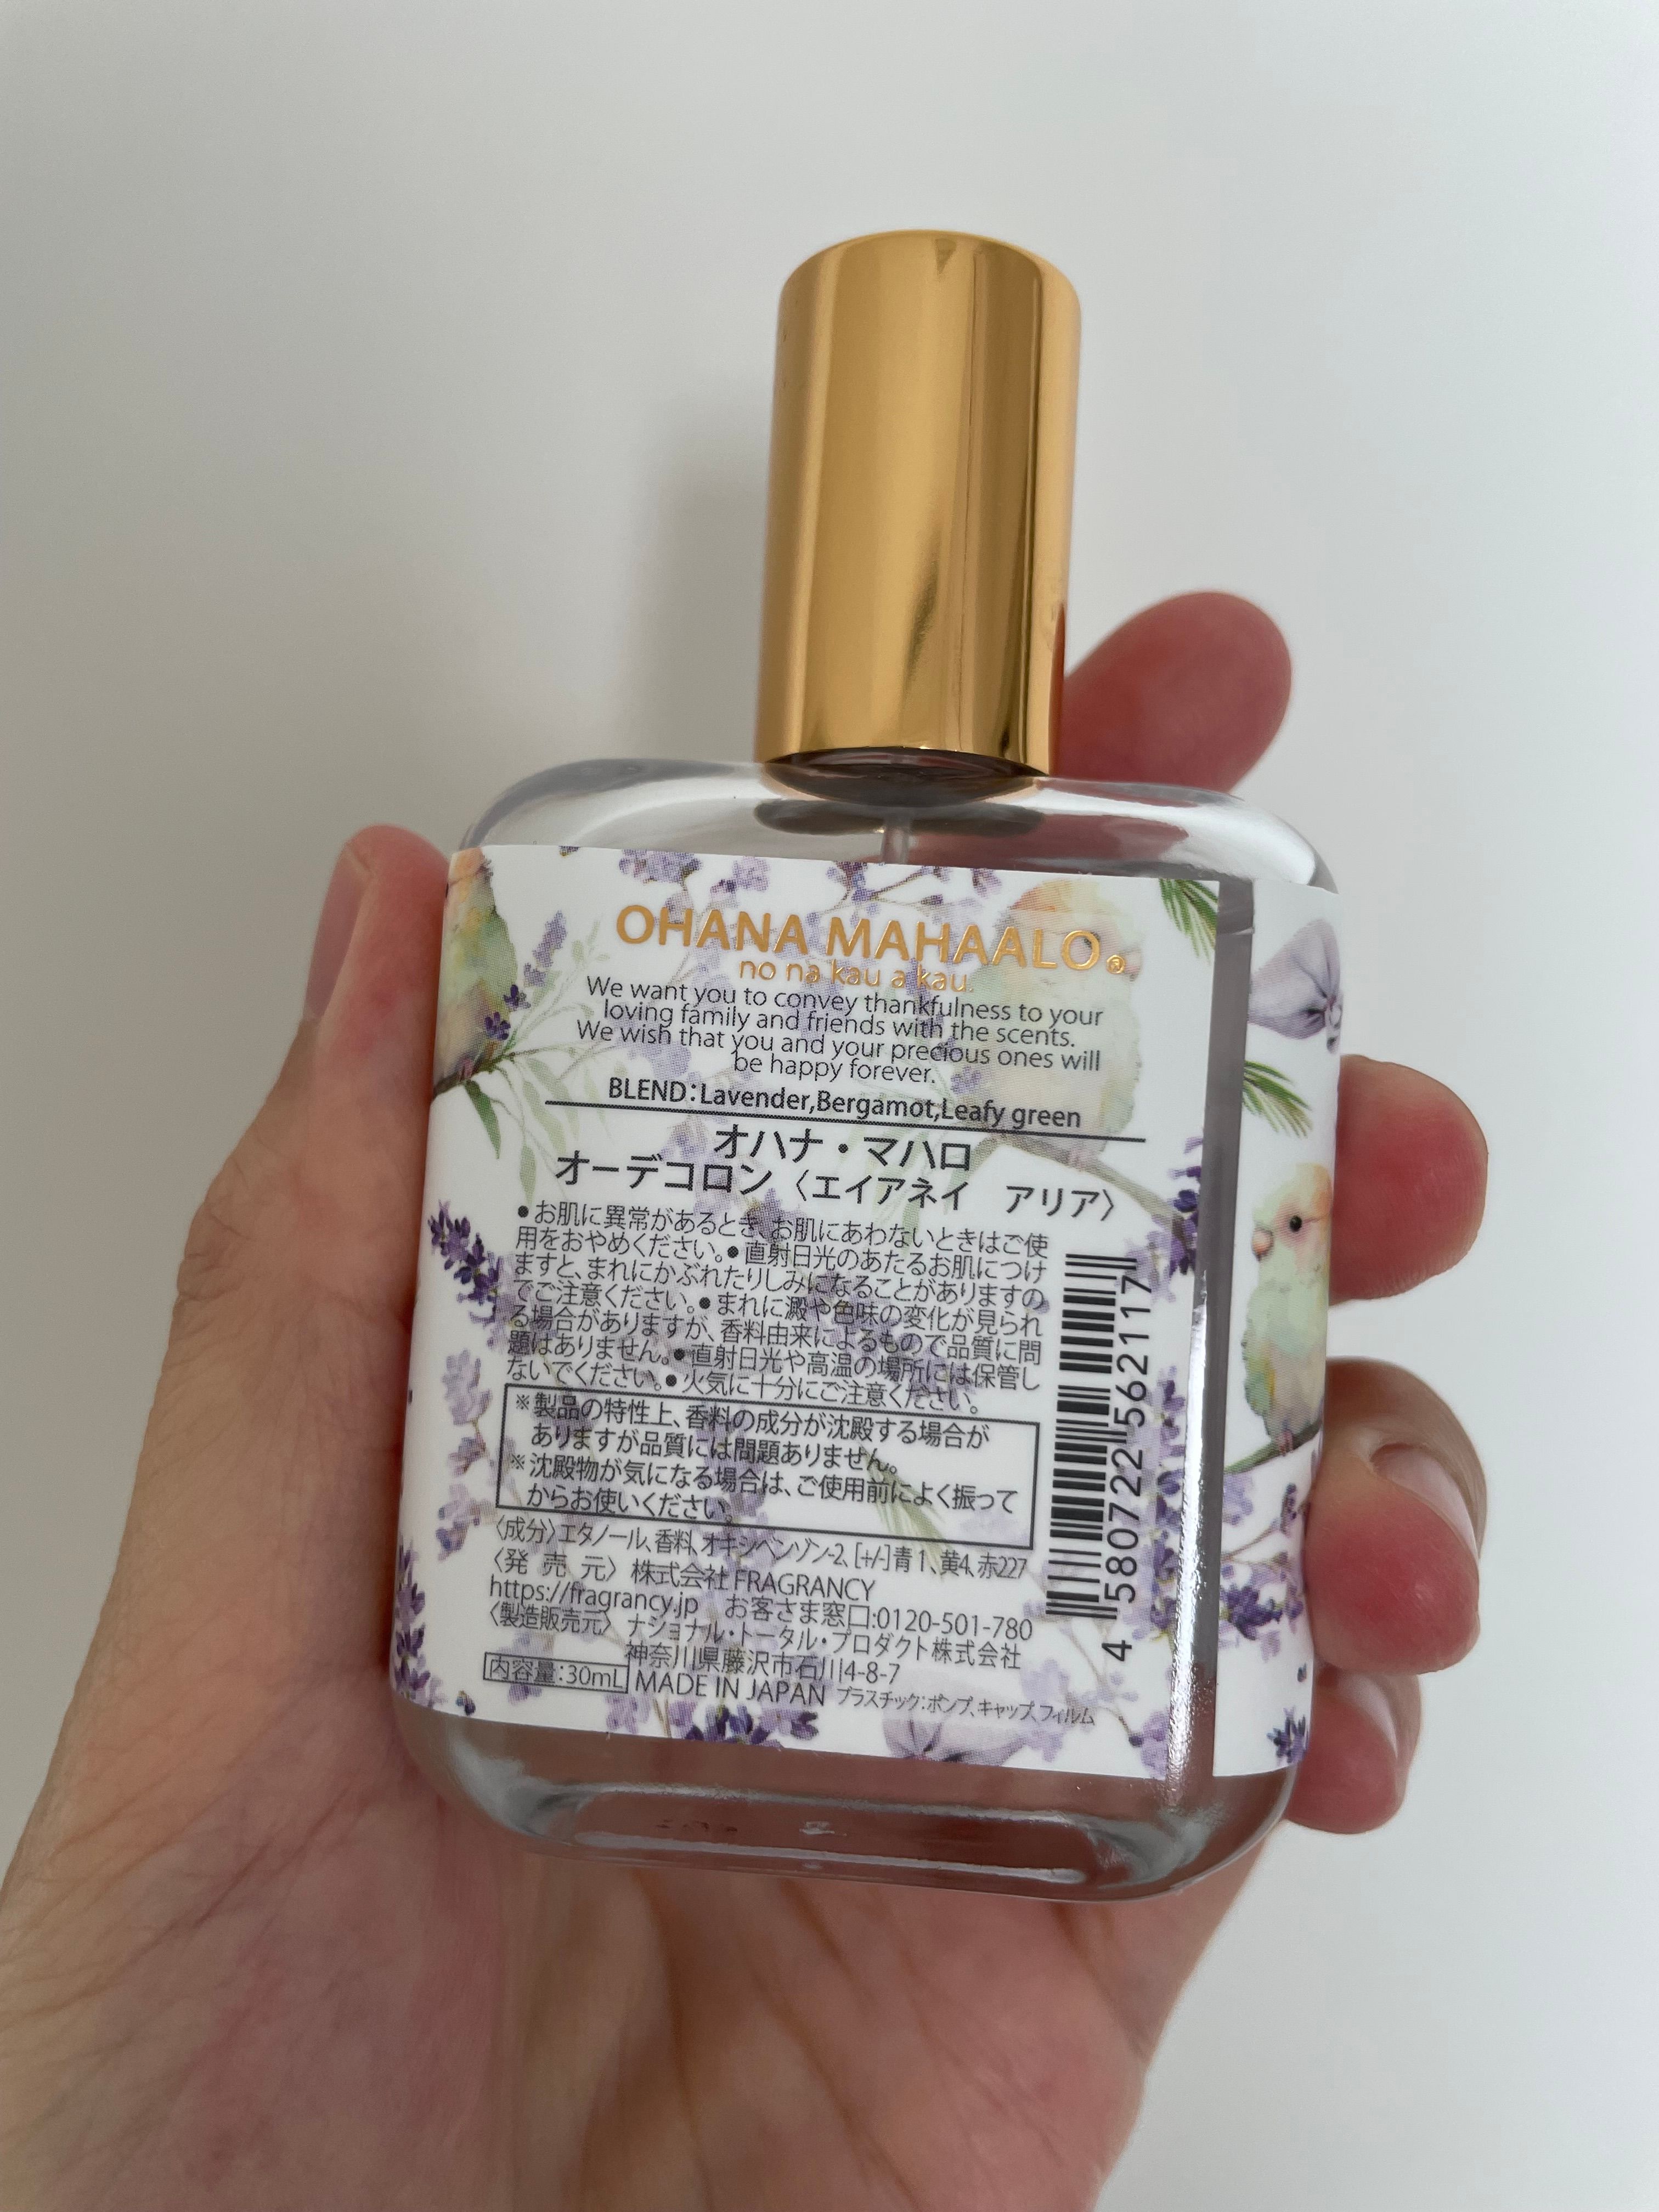 OHANA MAHAALO®
no na kau a kau.
We want you to convey thankfulness to your
loving family and friends with the scents.
We wish that you and your precious ones will
be happy forever.
BLEND:Lavender,Bergamot,Leafy green
オハナ・マハロ
オーデコロン〈エイアネイ　アリア〉
●お肌に異常があるとき、お肌にあわないときはご使
用をおやめください。●直射日光のあたるお肌につけ
ますと、まれにかぶれたりしみになることがありますの
でご注意ください。●まれに澱や色味の変化が見られ
る場合がありますが、香料由来によるもので品質に問
題はありません。●直射日光や高温の場所には保管し
ないでください。●火気に十分にご注意ください。
※製品の特性上、香料の成分が沈殿する場合が
ありますが品質には問題ありません。
※沈殿物が気になる場合は、ご使用前によく振って
からお使いください。
〈成分〉エタノール、香料、オキシベンゾン-2、[+/-]青1、黄4、赤227
〈発売元〉株式会社 FRAGRANCY
https://fragrancy.jp　お客さま窓口:0120-501-780
〈製造販売元〉ナショナル・トータル・プロダクト株式会社
神奈川県藤沢市石川4-8-7
内容量:30mL MADE IN JAPAN プラスチック:ポンプ、キャップ、フィルム
4 580722 562117